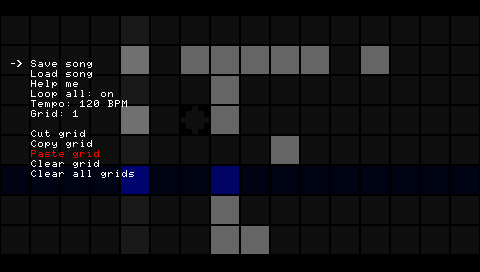 -> Save song
Load song
Help me
Loop all: on
Tempo: 120 BPM
Grid: 1
Cut grid
Copy grid
Paste grid
Clear grid
Clear all grids